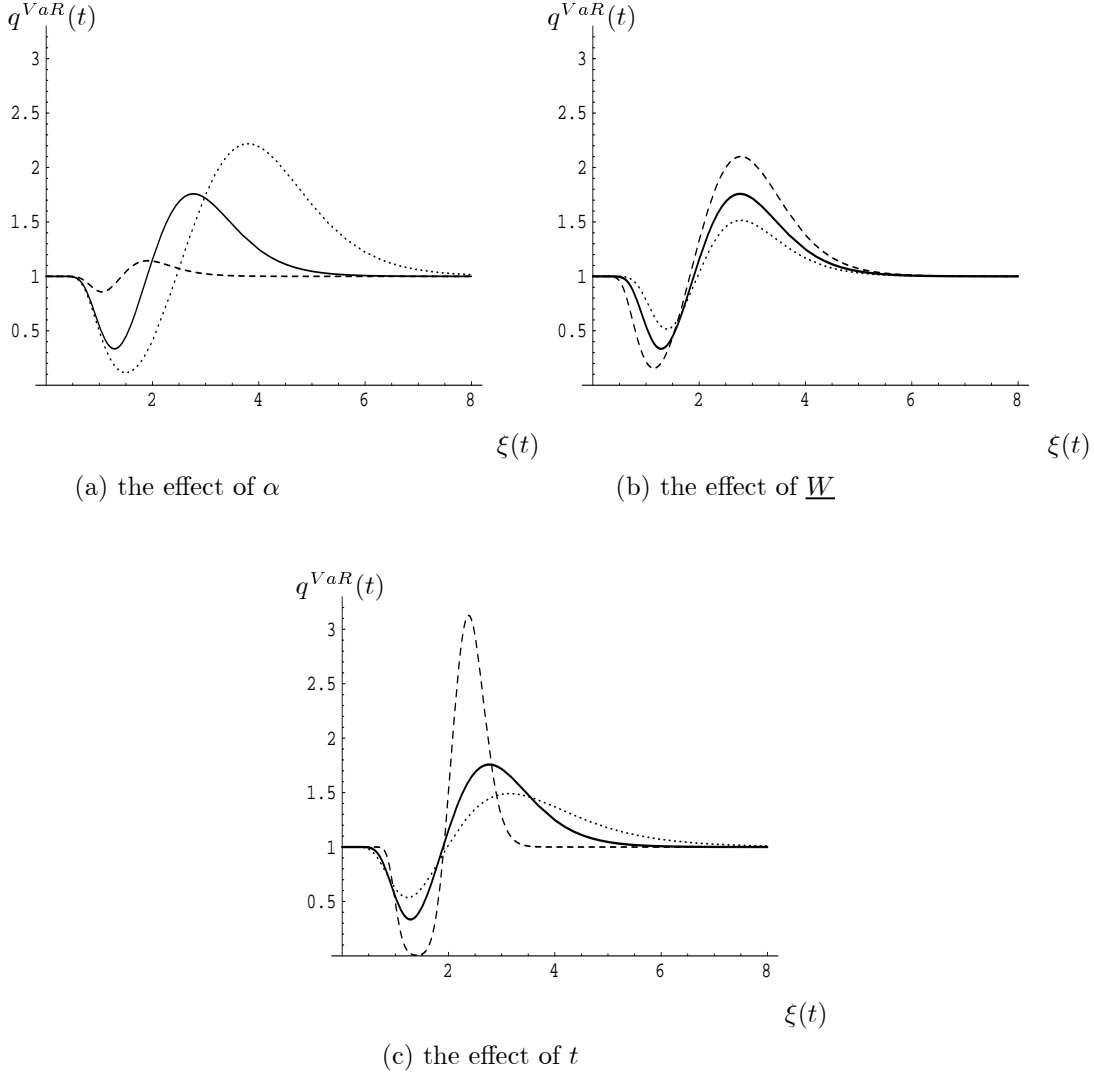 q^{VaR}(t)
3
2.5
2
1.5
1
0.5
2 4 6 8
ξ(t)
(a) the effect of α
q^{VaR}(t)
3
2.5
2
1.5
1
0.5
2 4 6 8
ξ(t)
(b) the effect of <u>W</u>
q^{VaR}(t)
3
2.5
2
1.5
1
0.5
2 4 6 8
ξ(t)
(c) the effect of t